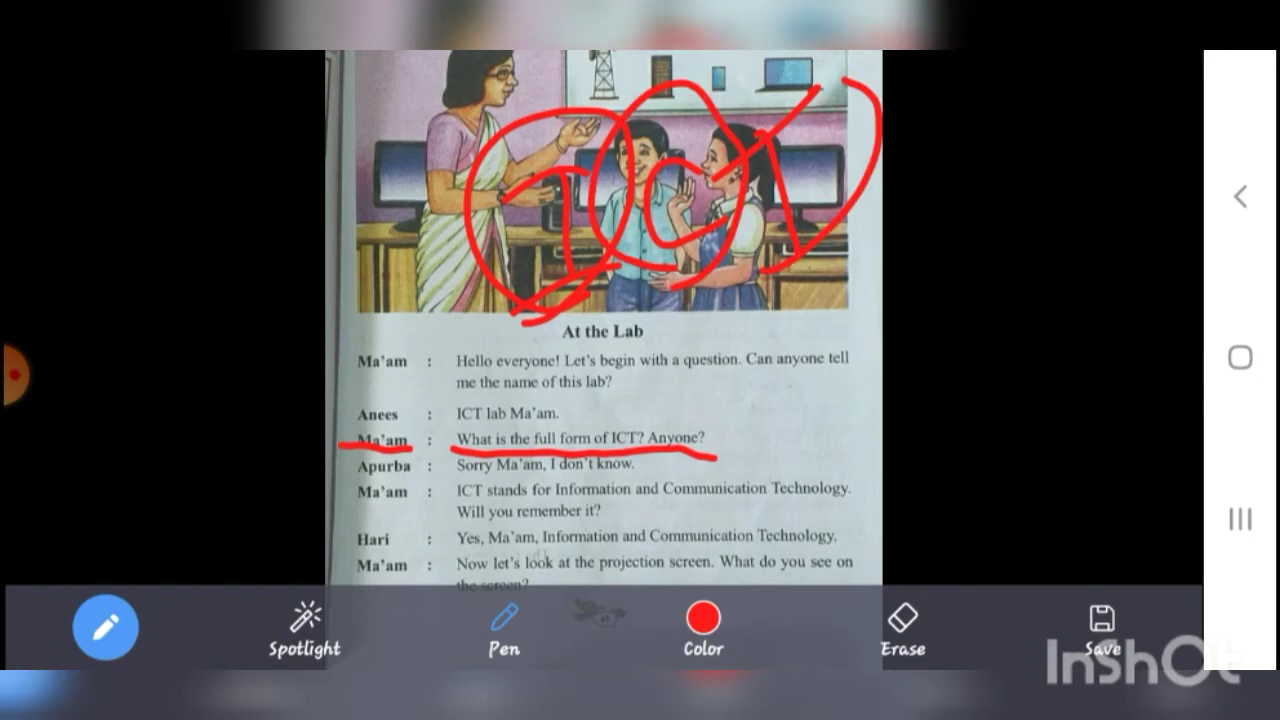 ICT
At the Lab
Ma'am : Hello everyone! Let's begin with a question. Can anyone tell
me the name of this lab?
Anees : ICT lab Ma'am.
Ma'am : What is the full form of ICT? Anyone?
Apurba : Sorry Ma'am, I don't know.
Ma'am : ICT stands for Information and Communication Technology.
Will you remember it?
Hari : Yes, Ma'am, Information and Communication Technology.
Ma'am : Now let's look at the projection screen. What do you see on
the screen?
45
Spotlight Pen Color Erase Save
InShOt